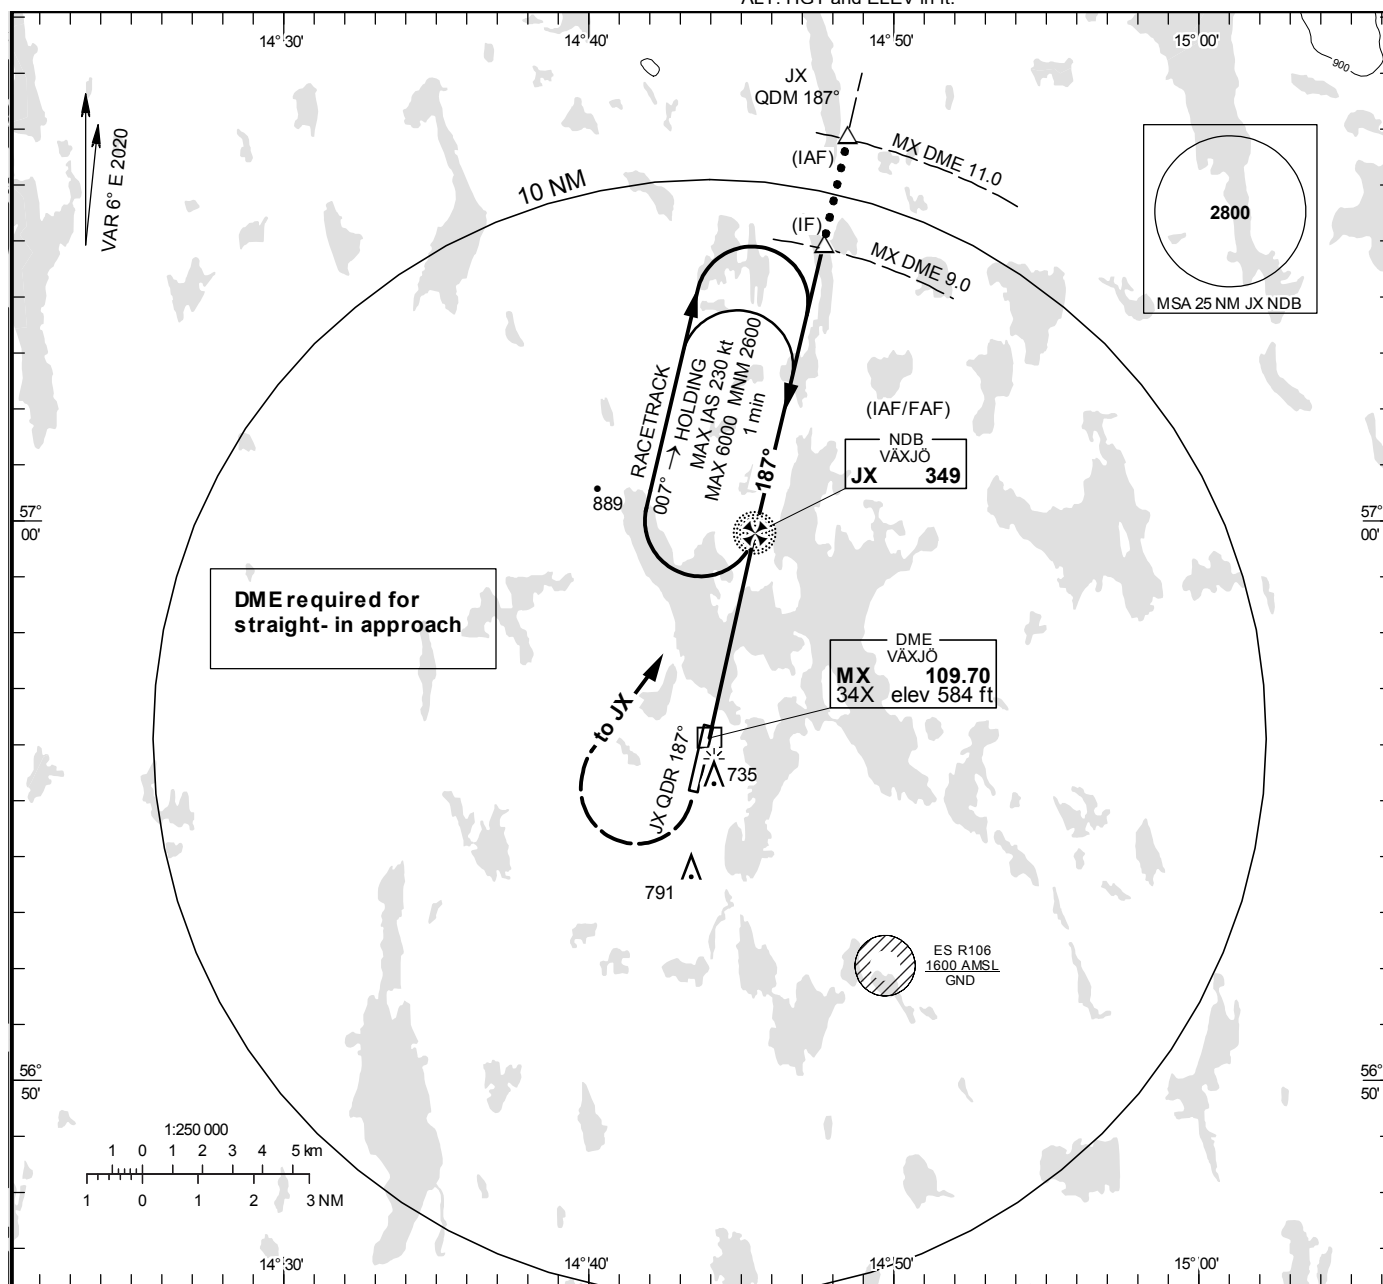 14° 30'
14° 40'
14° 50'
15° 00'
900
JX
QDM 187°
(IAF)
MX DME 11.0
VAR 6° E 2020
10 NM
(IF)
MX DME 9.0
2800
MSA 25 NM JX NDB
RACETRACK
007° → HOLDING
MAX IAS 230 kt
MAX 6000 MNM 2600
1 min
187°
(IAF/FAF)
NDB
VÄXJÖ
JX 349
889
57°
00'
57°
00'
DME required for
straight- in approach
DME
VÄXJÖ
MX 109.70
34X elev 584 ft
to JX
JX QDR 187°
735
791
ES R106
1600 AMSL
GND
56°
50'
56°
50'
1:250 000
1 0 1 2 3 4 5 km
1 0 1 2 3 NM
14° 30'
14° 40'
14° 50'
15° 00'